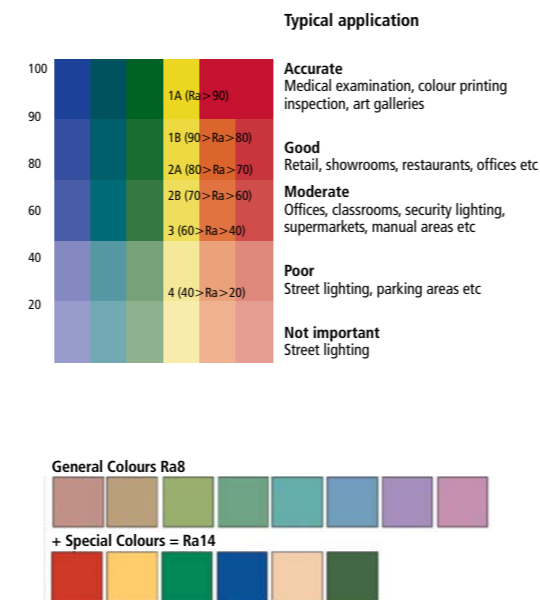 Typical application
100
90
80
60
40
20
1A (Ra>90)
1B (90>Ra>80)
2A (80>Ra>70)
2B (70>Ra>60)
3 (60>Ra>40)
4 (40>Ra>20)
Accurate
Medical examination, colour printing
inspection, art galleries
Good
Retail, showrooms, restaurants, offices etc
Moderate
Offices, classrooms, security lighting,
supermarkets, manual areas etc
Poor
Street lighting, parking areas etc
Not important
Street lighting
General Colours Ra8
+ Special Colours = Ra14